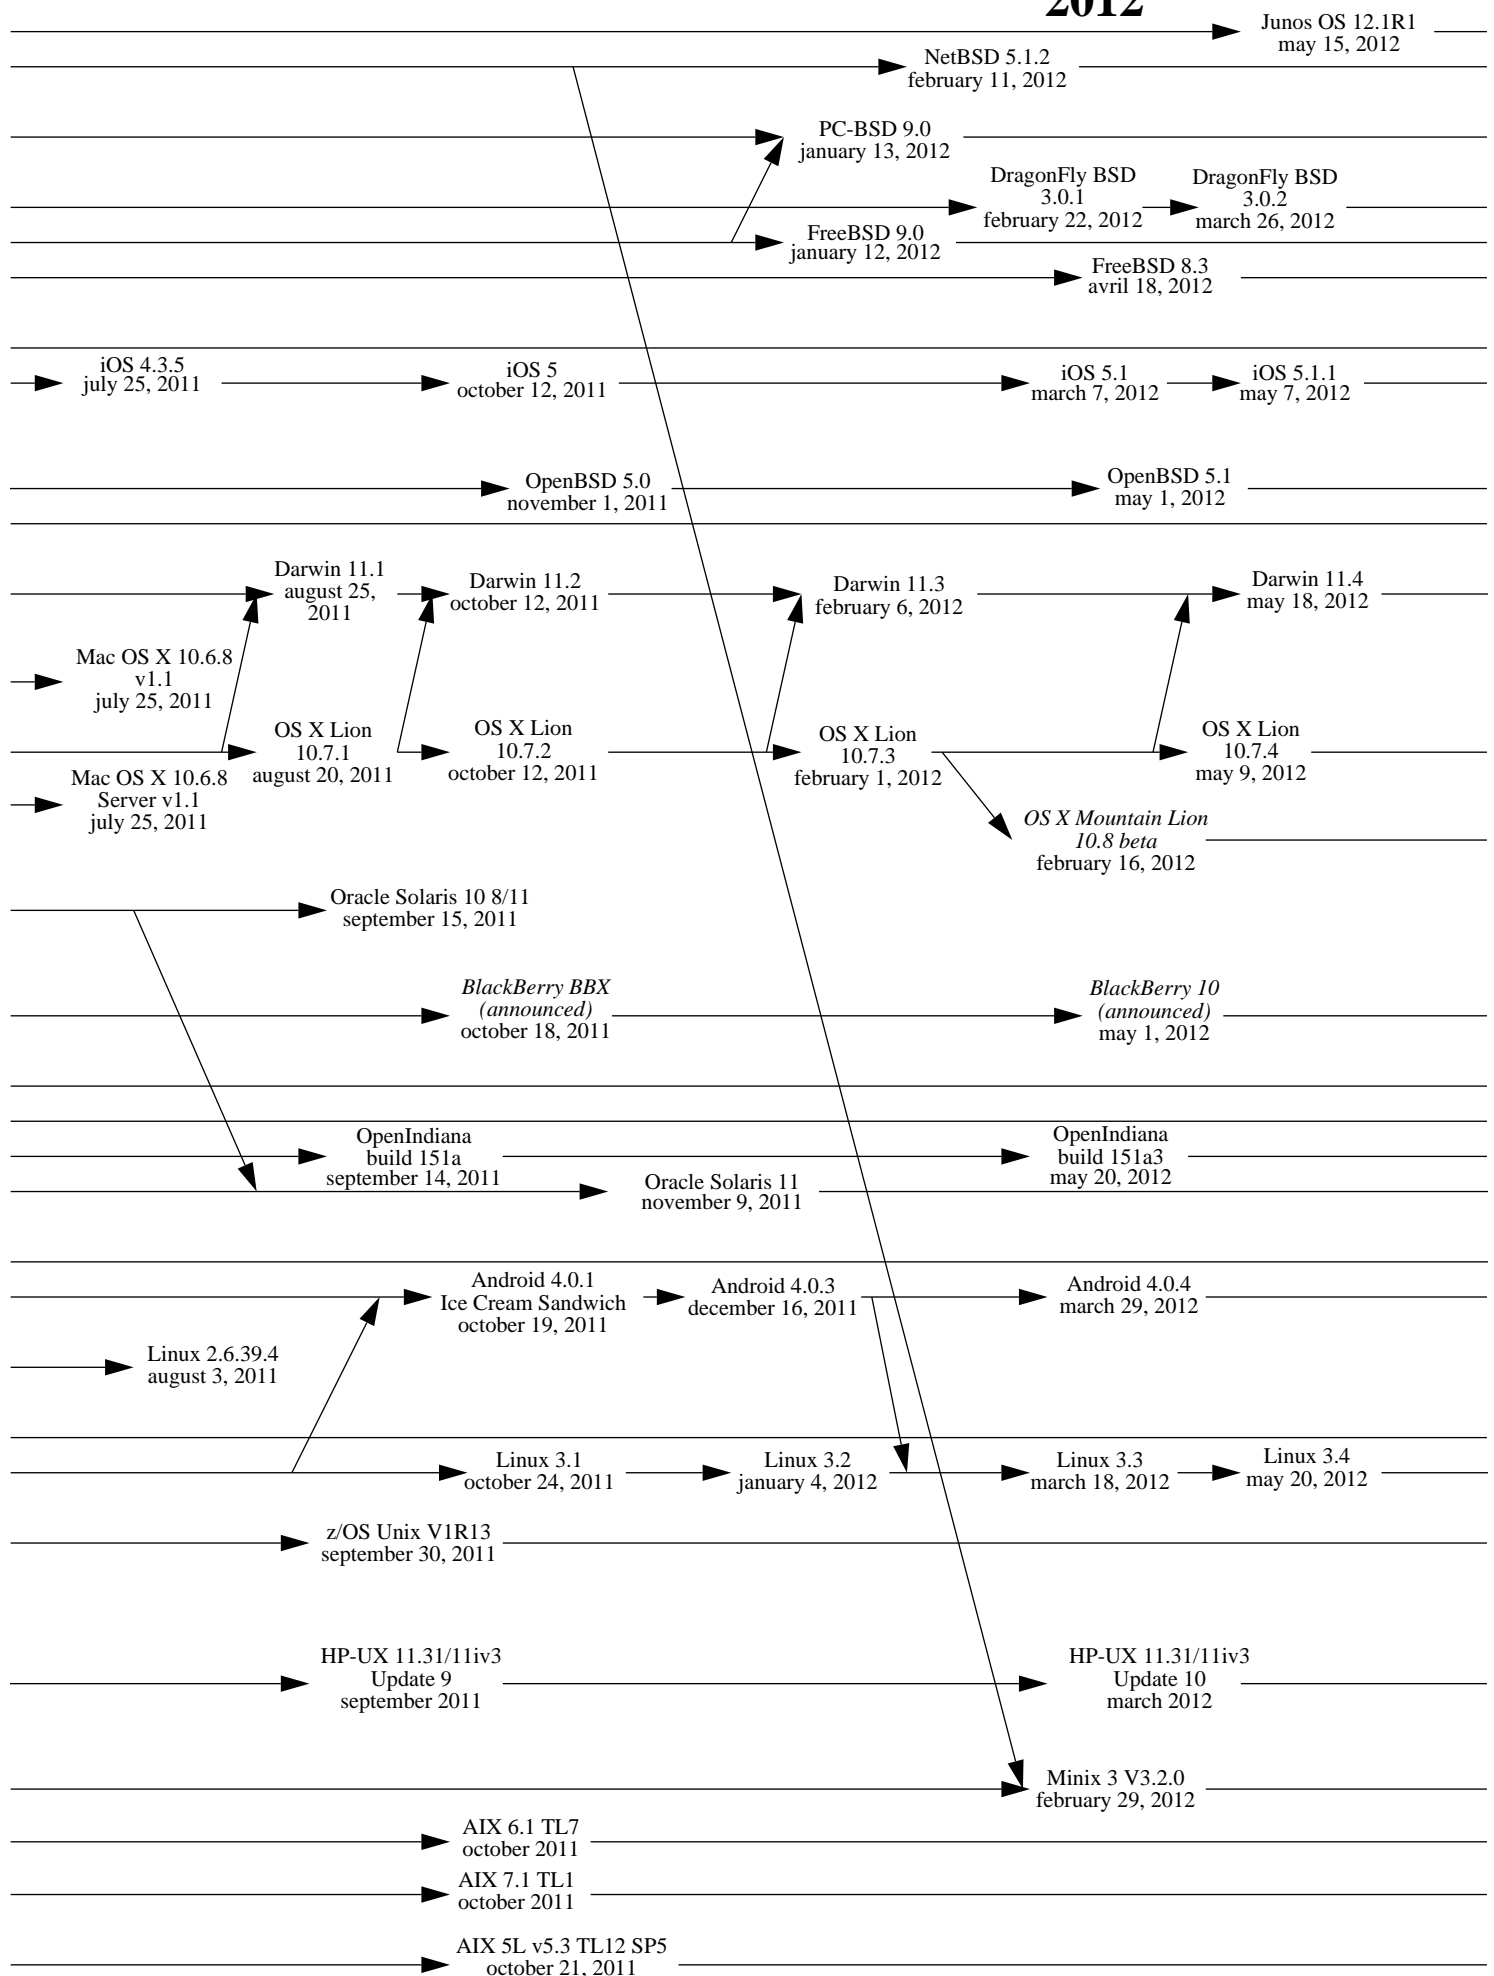 2012
Junos OS 12.1R1
may 15, 2012
NetBSD 5.1.2
february 11, 2012
PC-BSD 9.0
january 13, 2012
DragonFly BSD
3.0.1
february 22, 2012
DragonFly BSD
3.0.2
march 26, 2012
FreeBSD 9.0
january 12, 2012
FreeBSD 8.3
avril 18, 2012
iOS 4.3.5
july 25, 2011
iOS 5
october 12, 2011
iOS 5.1
march 7, 2012
iOS 5.1.1
may 7, 2012
OpenBSD 5.0
november 1, 2011
OpenBSD 5.1
may 1, 2012
Darwin 11.1
august 25,
2011
Darwin 11.2
october 12, 2011
Darwin 11.3
february 6, 2012
Darwin 11.4
may 18, 2012
Mac OS X 10.6.8
v1.1
july 25, 2011
OS X Lion
10.7.1
august 20, 2011
OS X Lion
10.7.2
october 12, 2011
OS X Lion
10.7.3
february 1, 2012
OS X Lion
10.7.4
may 9, 2012
Mac OS X 10.6.8
Server v1.1
july 25, 2011
OS X Mountain Lion
10.8 beta
february 16, 2012
Oracle Solaris 10 8/11
september 15, 2011
BlackBerry BBX
(announced)
october 18, 2011
BlackBerry 10
(announced)
may 1, 2012
OpenIndiana
build 151a
september 14, 2011
OpenIndiana
build 151a3
may 20, 2012
Oracle Solaris 11
november 9, 2011
Android 4.0.1
Ice Cream Sandwich
october 19, 2011
Android 4.0.3
december 16, 2011
Android 4.0.4
march 29, 2012
Linux 2.6.39.4
august 3, 2011
Linux 3.1
october 24, 2011
Linux 3.2
january 4, 2012
Linux 3.3
march 18, 2012
Linux 3.4
may 20, 2012
z/OS Unix V1R13
september 30, 2011
HP-UX 11.31/11iv3
Update 9
september 2011
HP-UX 11.31/11iv3
Update 10
march 2012
Minix 3 V3.2.0
february 29, 2012
AIX 6.1 TL7
october 2011
AIX 7.1 TL1
october 2011
AIX 5L v5.3 TL12 SP5
october 21, 2011